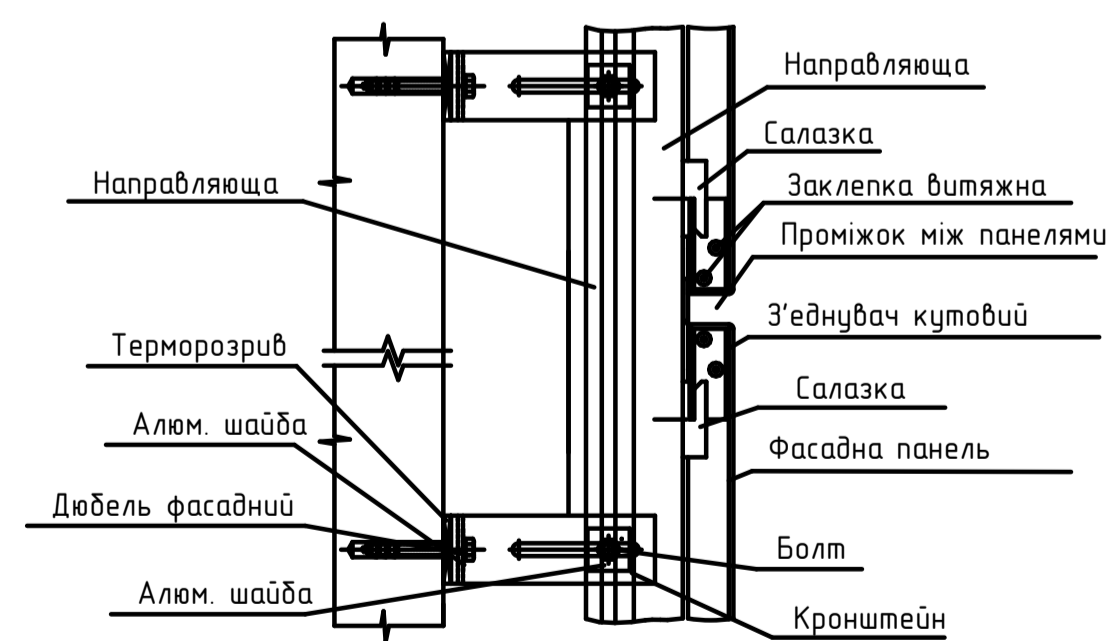 Направляюща
Салазка
Направляюща
Заклепка витяжна
Проміжок між панелями
З'еднувач кутовий
Терморозрив
Салазка
Алюм. шайба
Фасадна панель
Дюбель фасадний
Болт
Алюм. шайба
Кронштейн